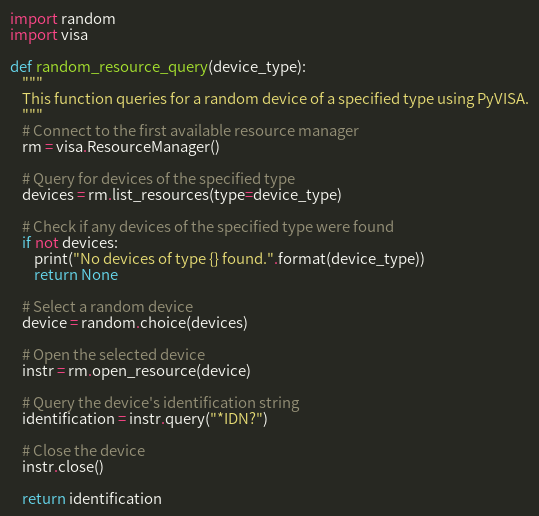 import random
import visa

def random_resource_query(device_type):
    """
    This function queries for a random device of a specified type using PyVISA.
    """
    # Connect to the first available resource manager
    rm = visa.ResourceManager()

    # Query for devices of the specified type
    devices = rm.list_resources(type=device_type)

    # Check if any devices of the specified type were found
    if not devices:
        print("No devices of type {} found.".format(device_type))
        return None

    # Select a random device
    device = random.choice(devices)

    # Open the selected device
    instr = rm.open_resource(device)

    # Query the device's identification string
    identification = instr.query("*IDN?")

    # Close the device
    instr.close()

    return identification